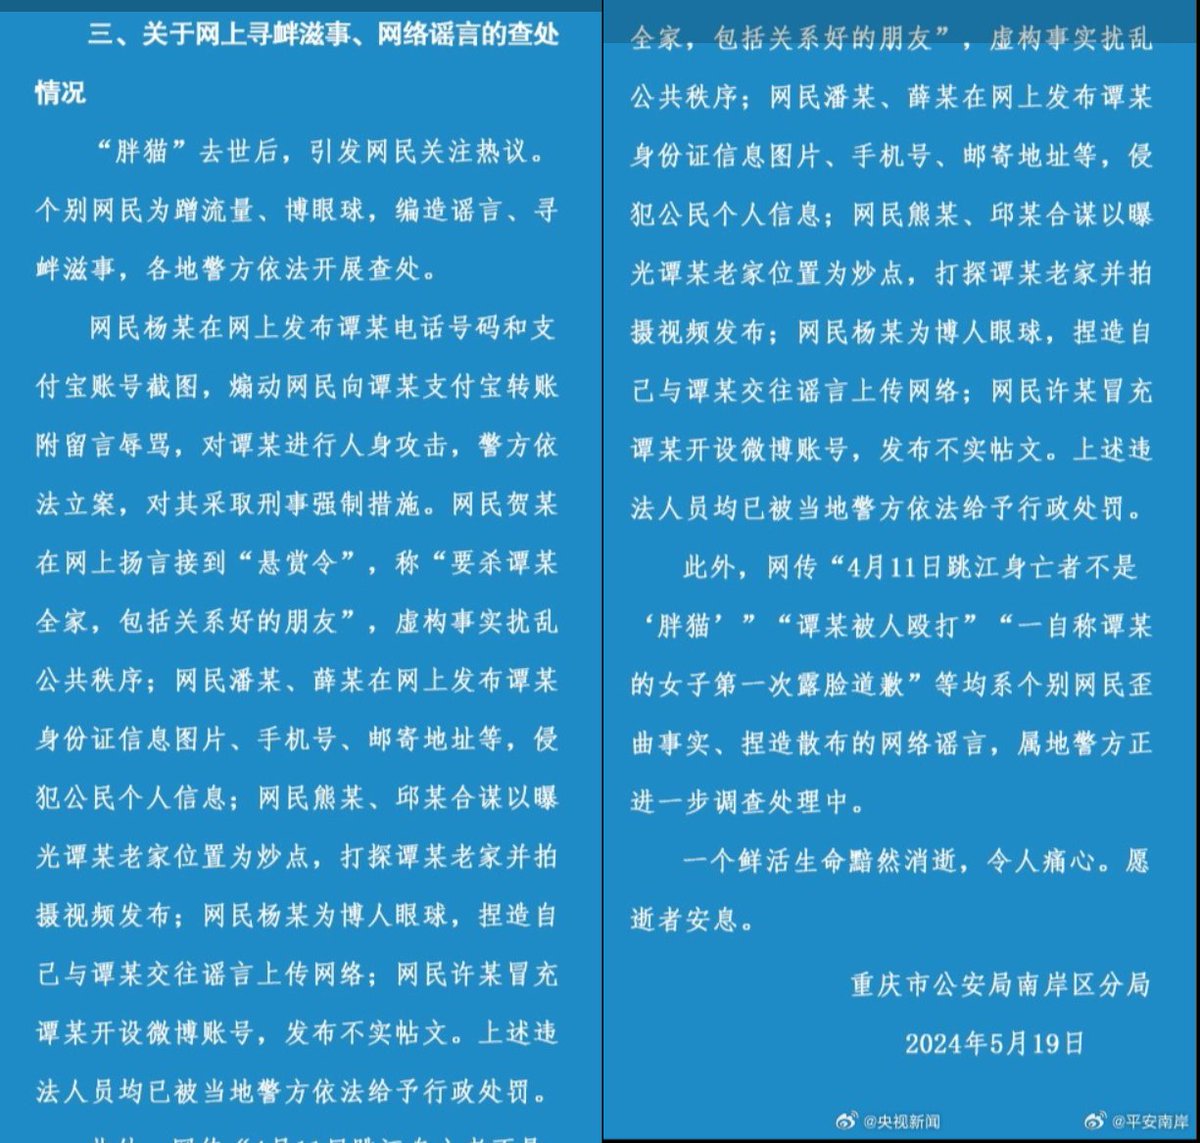 三、关于网上寻衅滋事、网络谣言的查处
情况
“胖猫”去世后，引发网民关注热议。
个别网民为蹭流量、博眼球，编造谣言、寻
衅滋事，各地警方依法开展查处。
网民杨某在网上发布谭某电话号码和支
付宝账号截图，煽动网民向谭某支付宝转账
附留言辱骂，对谭某进行人身攻击，警方依
法立案，对其采取刑事强制措施。网民贺某
在网上扬言接到“悬赏令”，称“要杀谭某
全家，包括关系好的朋友”，虚构事实扰乱
公共秩序；网民潘某、薛某在网上发布谭某
身份证信息图片、手机号、邮寄地址等，侵
犯公民个人信息；网民熊某、邱某合谋以曝
光谭某老家位置为炒点，打探谭某老家并拍
摄视频发布；网民杨某为博人眼球，捏造自
己与谭某交往谣言上传网络；网民许某冒充
谭某开设微博账号，发布不实帖文。上述违
法人员均已被当地警方依法给予行政处罚。
此外，网传“4月11日跳江身亡者不是
全家，包括关系好的朋友”，虚构事实扰乱
公共秩序；网民潘某、薛某在网上发布谭某
身份证信息图片、手机号、邮寄地址等，侵
犯公民个人信息；网民熊某、邱某合谋以曝
光谭某老家位置为炒点，打探谭某老家并拍
摄视频发布；网民杨某为博人眼球，捏造自
己与谭某交往谣言上传网络；网民许某冒充
谭某开设微博账号，发布不实帖文。上述违
法人员均已被当地警方依法给予行政处罚。
此外，网传“4月11日跳江身亡者不是
‘胖猫’”“谭某被人殴打”“一自称谭某
的女子第一次露脸道歉”等均系个别网民歪
曲事实、捏造散布的网络谣言，属地警方正
进一步调查处理中。
一个鲜活生命黯然消逝，令人痛心。愿
逝者安息。
重庆市公安局南岸区分局
2024年5月19日
@央视新闻
@平安南岸